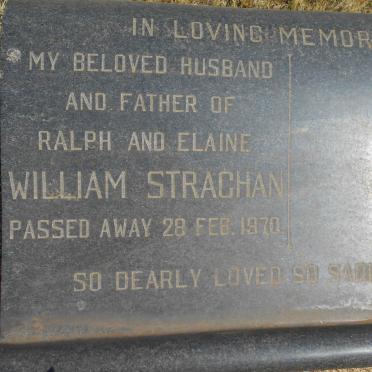 IN LOVING MEMOR
MY BELOVED HUSBAND
AND FATHER OF
RALPH AND ELAINE
WILLIAM STRACHAN
PASSED AWAY 28 FEB. 1970.
SO DEARLY LOVED SO SAD